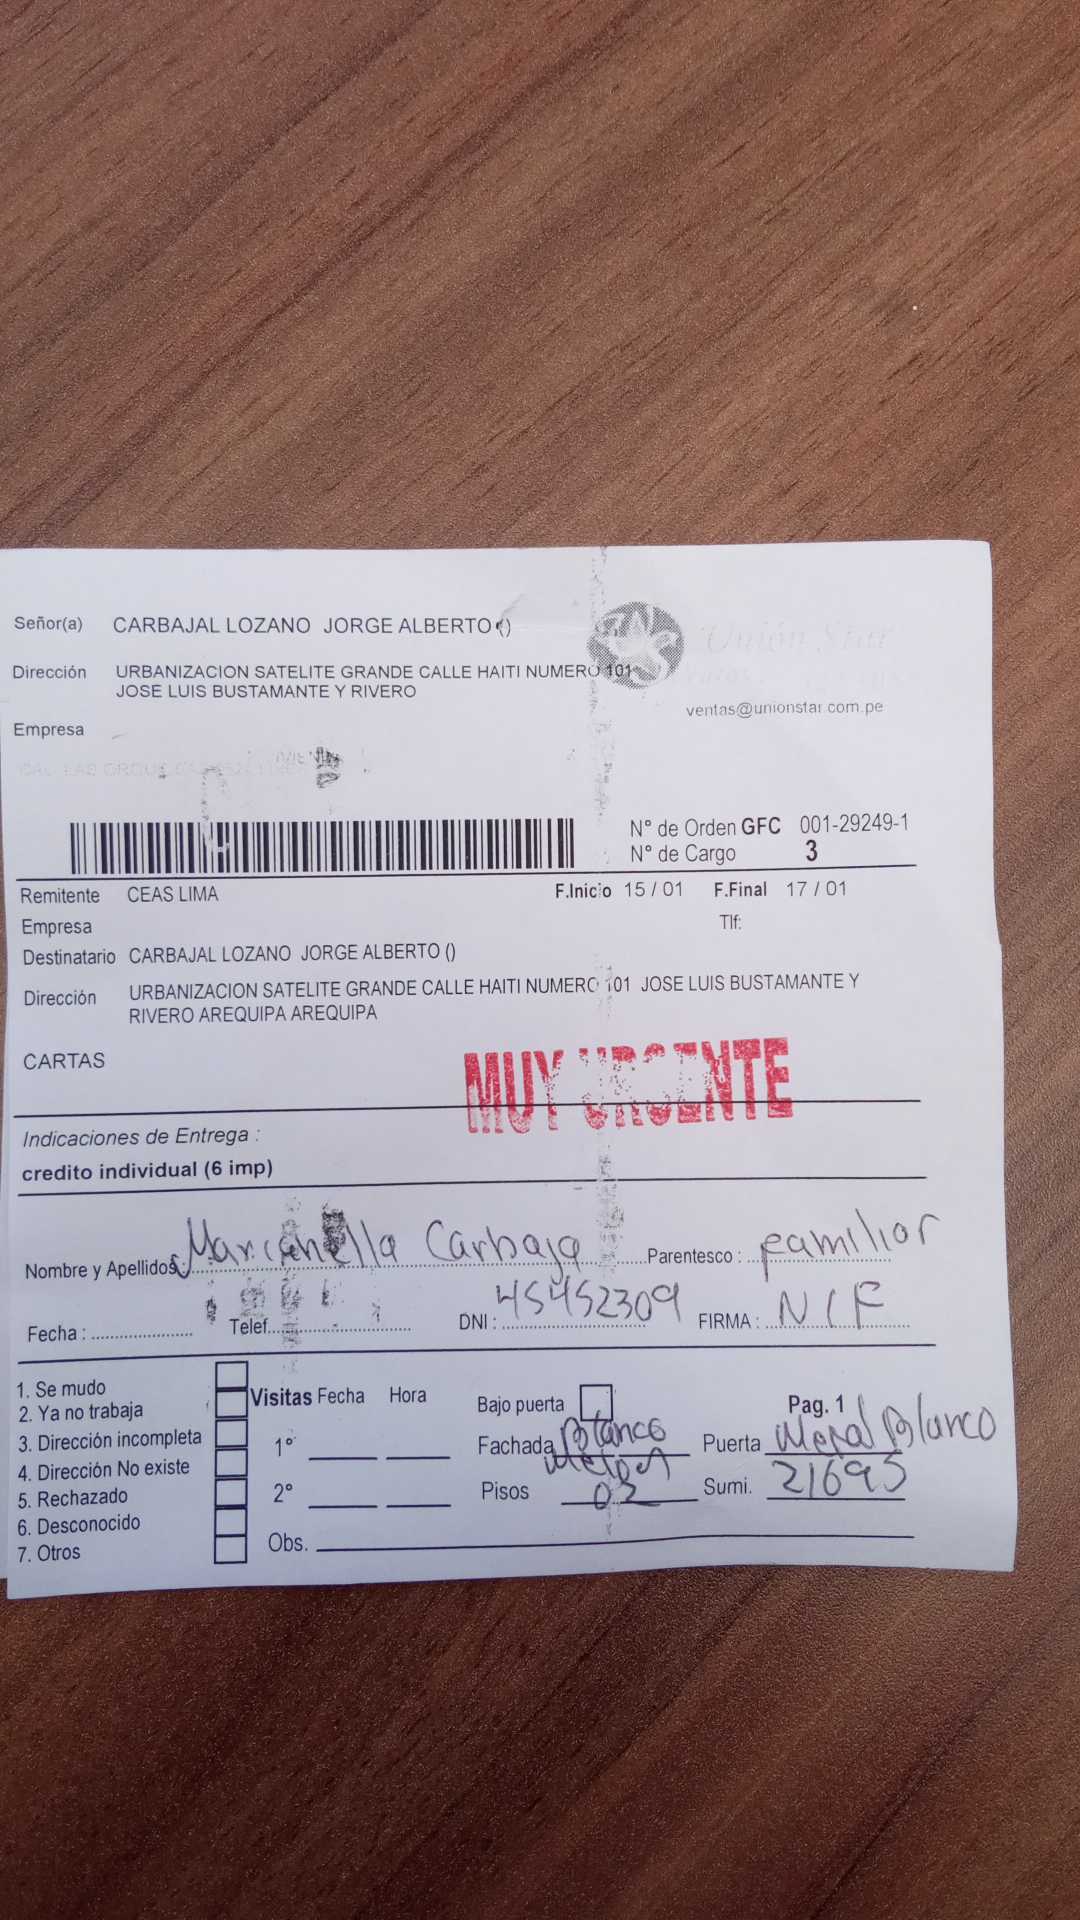 Señor(a) CARBAJAL LOZANO JORGE ALBERTO ()
Unión Star
Dirección URBANIZACION SATELITE GRANDE CALLE HAITI NUMERO 101
JOSE LUIS BUSTAMANTE Y RIVERO
ventas@unionstar.com.pe
Empresa
N° de Orden GFC 001-29249-1
N° de Cargo 3
Remitente CEAS LIMA F.Inicio 15 / 01 F.Final 17 / 01
Empresa Tlf:
Destinatario CARBAJAL LOZANO JORGE ALBERTO ()
Dirección URBANIZACION SATELITE GRANDE CALLE HAITI NUMERO 101 JOSE LUIS BUSTAMANTE Y
RIVERO AREQUIPA AREQUIPA
CARTAS
MUY URGENTE
Indicaciones de Entrega :
credito individual (6 imp)
Nombre y Apellidos: Marianella Carbaja Parentesco : familiar
Fecha : Telef. DNI : 45452309 FIRMA : N I F
1. Se mudo
2. Ya no trabaja
3. Dirección incompleta
4. Dirección No existe
5. Rechazado
6. Desconocido
7. Otros
Visitas Fecha Hora
1°
2°
Obs.
Bajo puerta Pag. 1
Fachada Blanco Puerta Metal Blanco
Pisos 02 Sumi. 21695